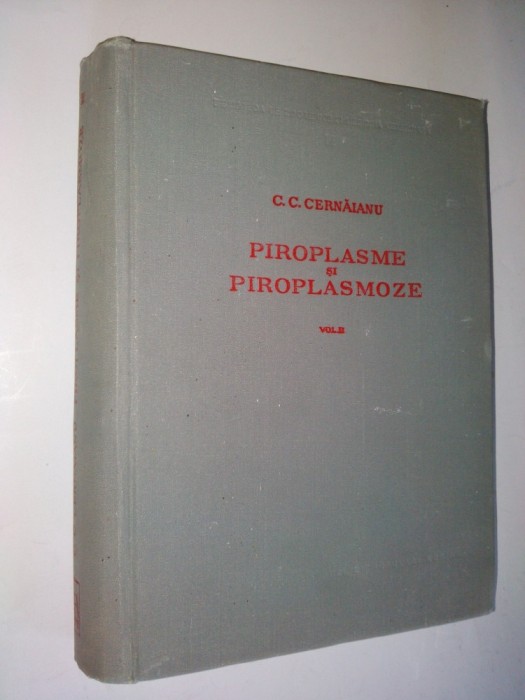 C. C. CERNĂIANU
PIROPLASME
ȘI
PIROPLASMOZE
VOL.II